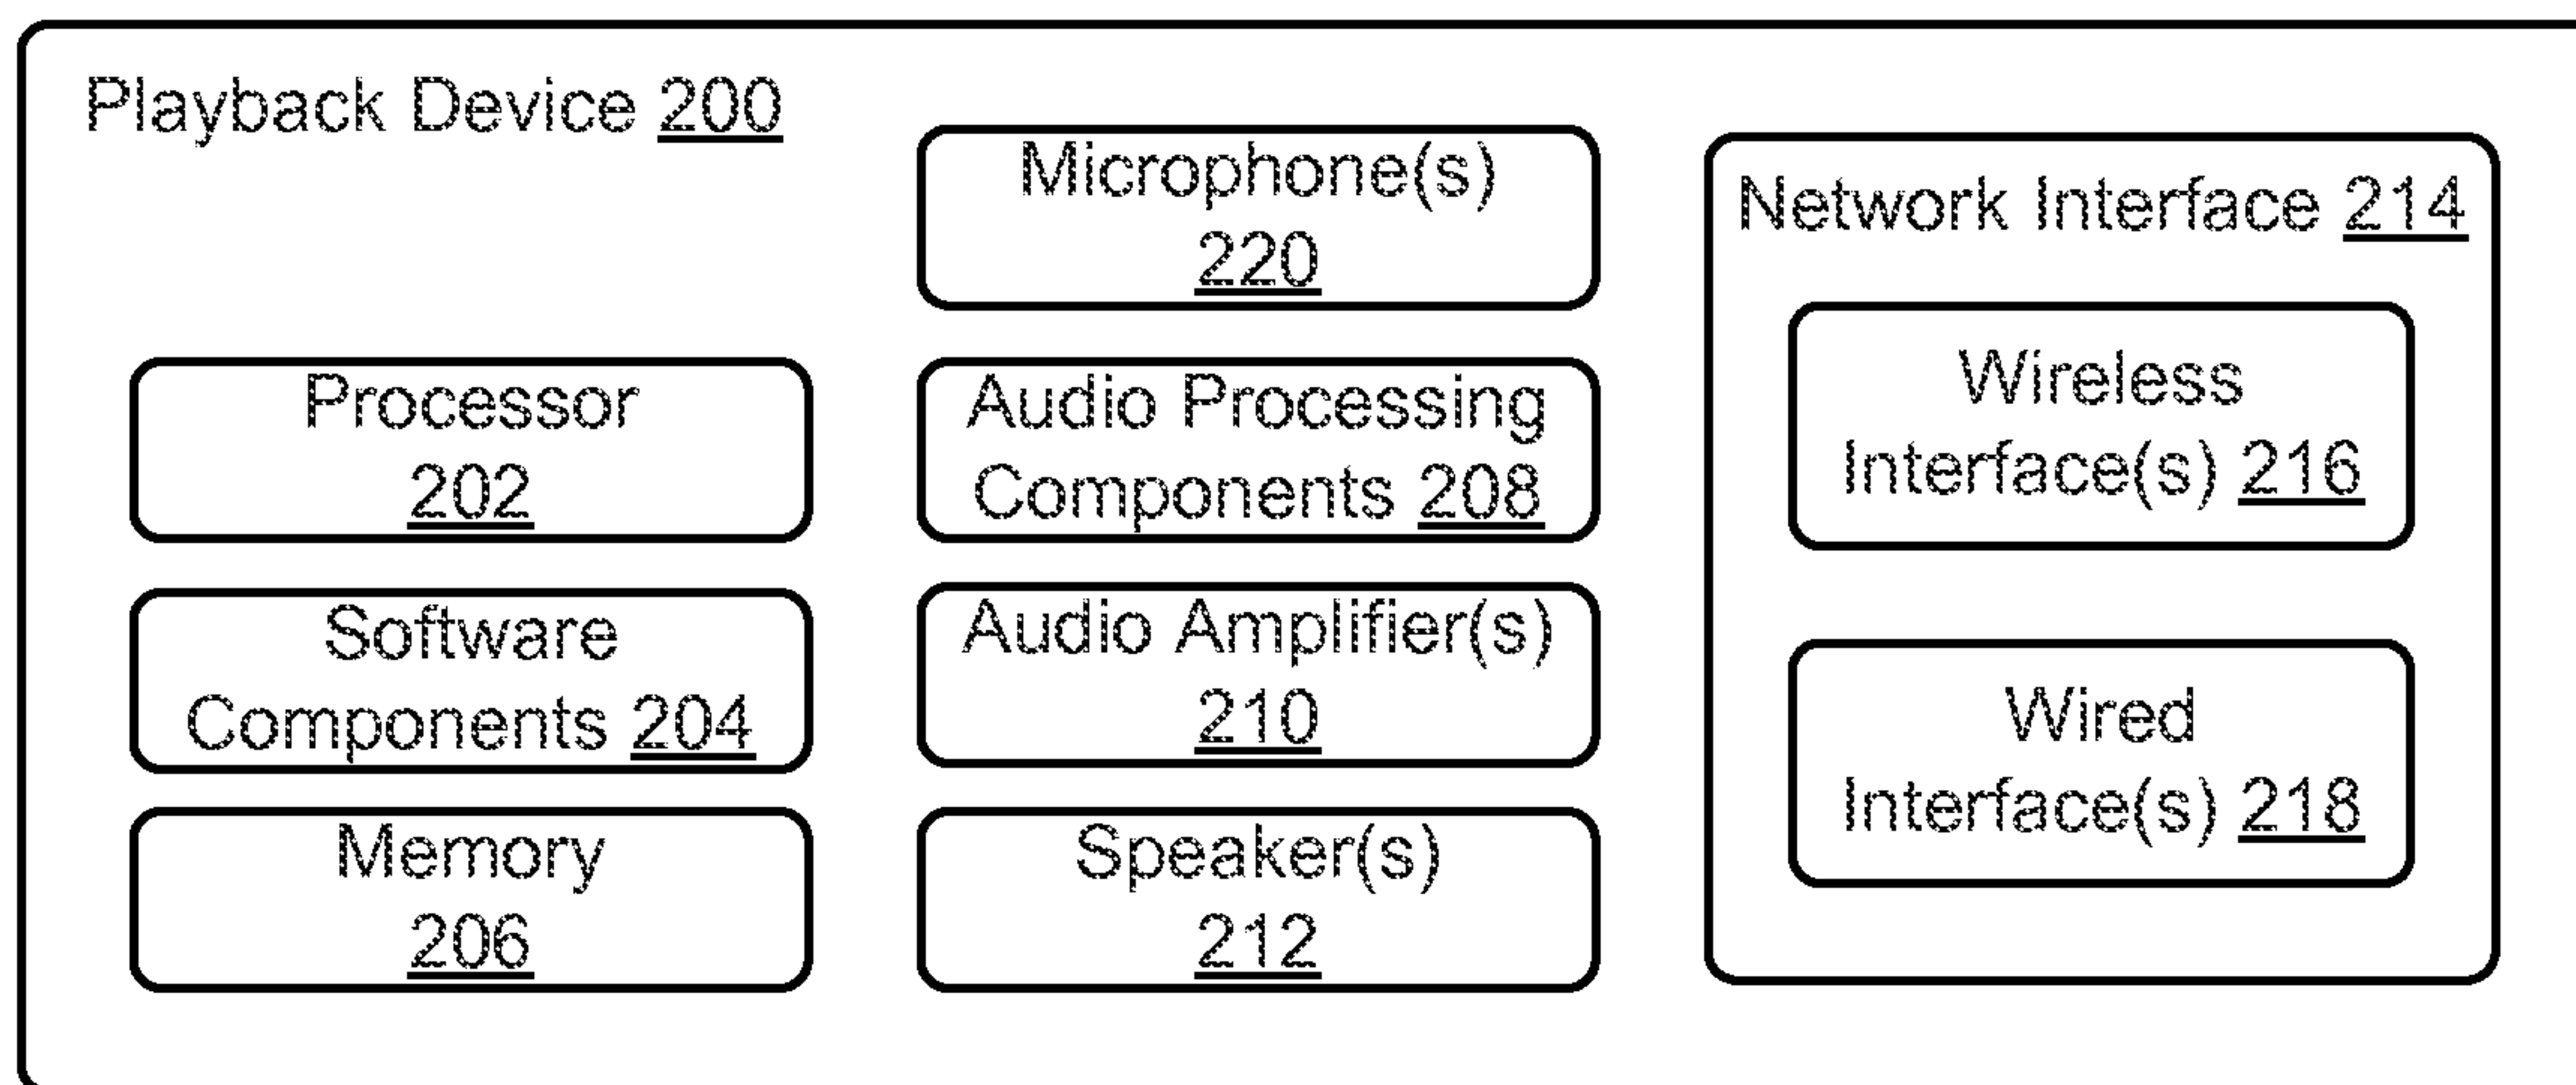 Playback Device 200
Microphone(s)
220
Network Interface 214
Processor
202
Audio Processing
Components 208
Wireless
Interface(s) 216
Software
Components 204
Audio Amplifier(s)
210
Wired
Interface(s) 218
Memory
206
Speaker(s)
212